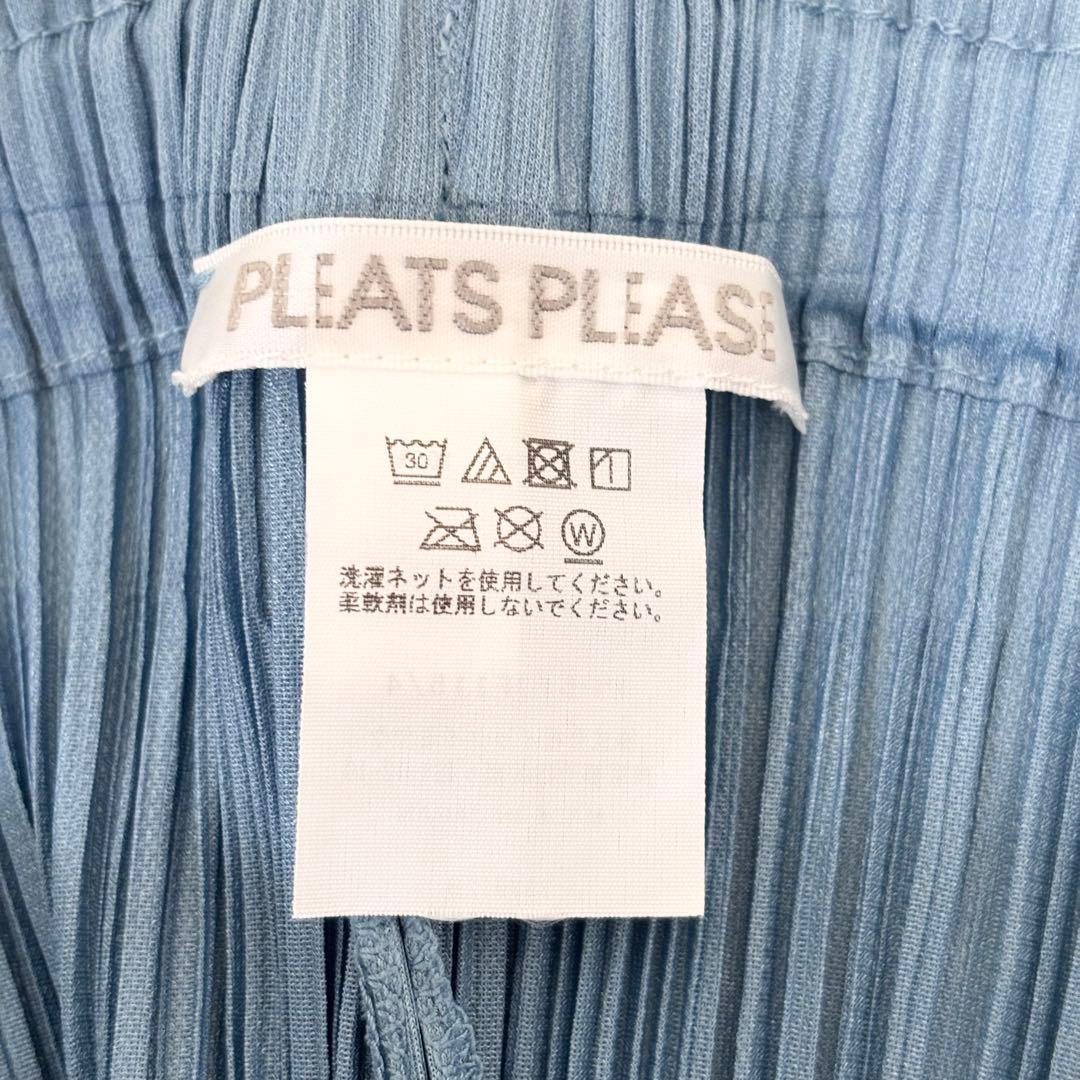 PLEATS PLEASE
30
W
洗濯ネットを使用してください。
柔軟剤は使用しないでください。